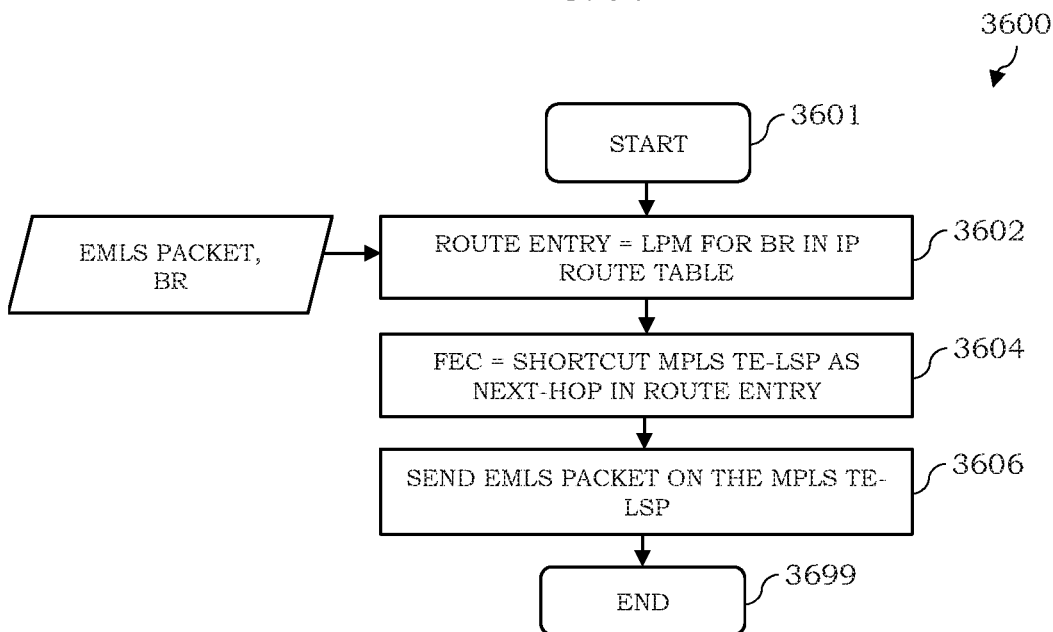 3600
START
3601
EMLS PACKET,
BR
ROUTE ENTRY = LPM FOR BR IN IP
ROUTE TABLE
3602
FEC = SHORTCUT MPLS TE-LSP AS
NEXT-HOP IN ROUTE ENTRY
3604
SEND EMLS PACKET ON THE MPLS TE-
LSP
3606
END
3699